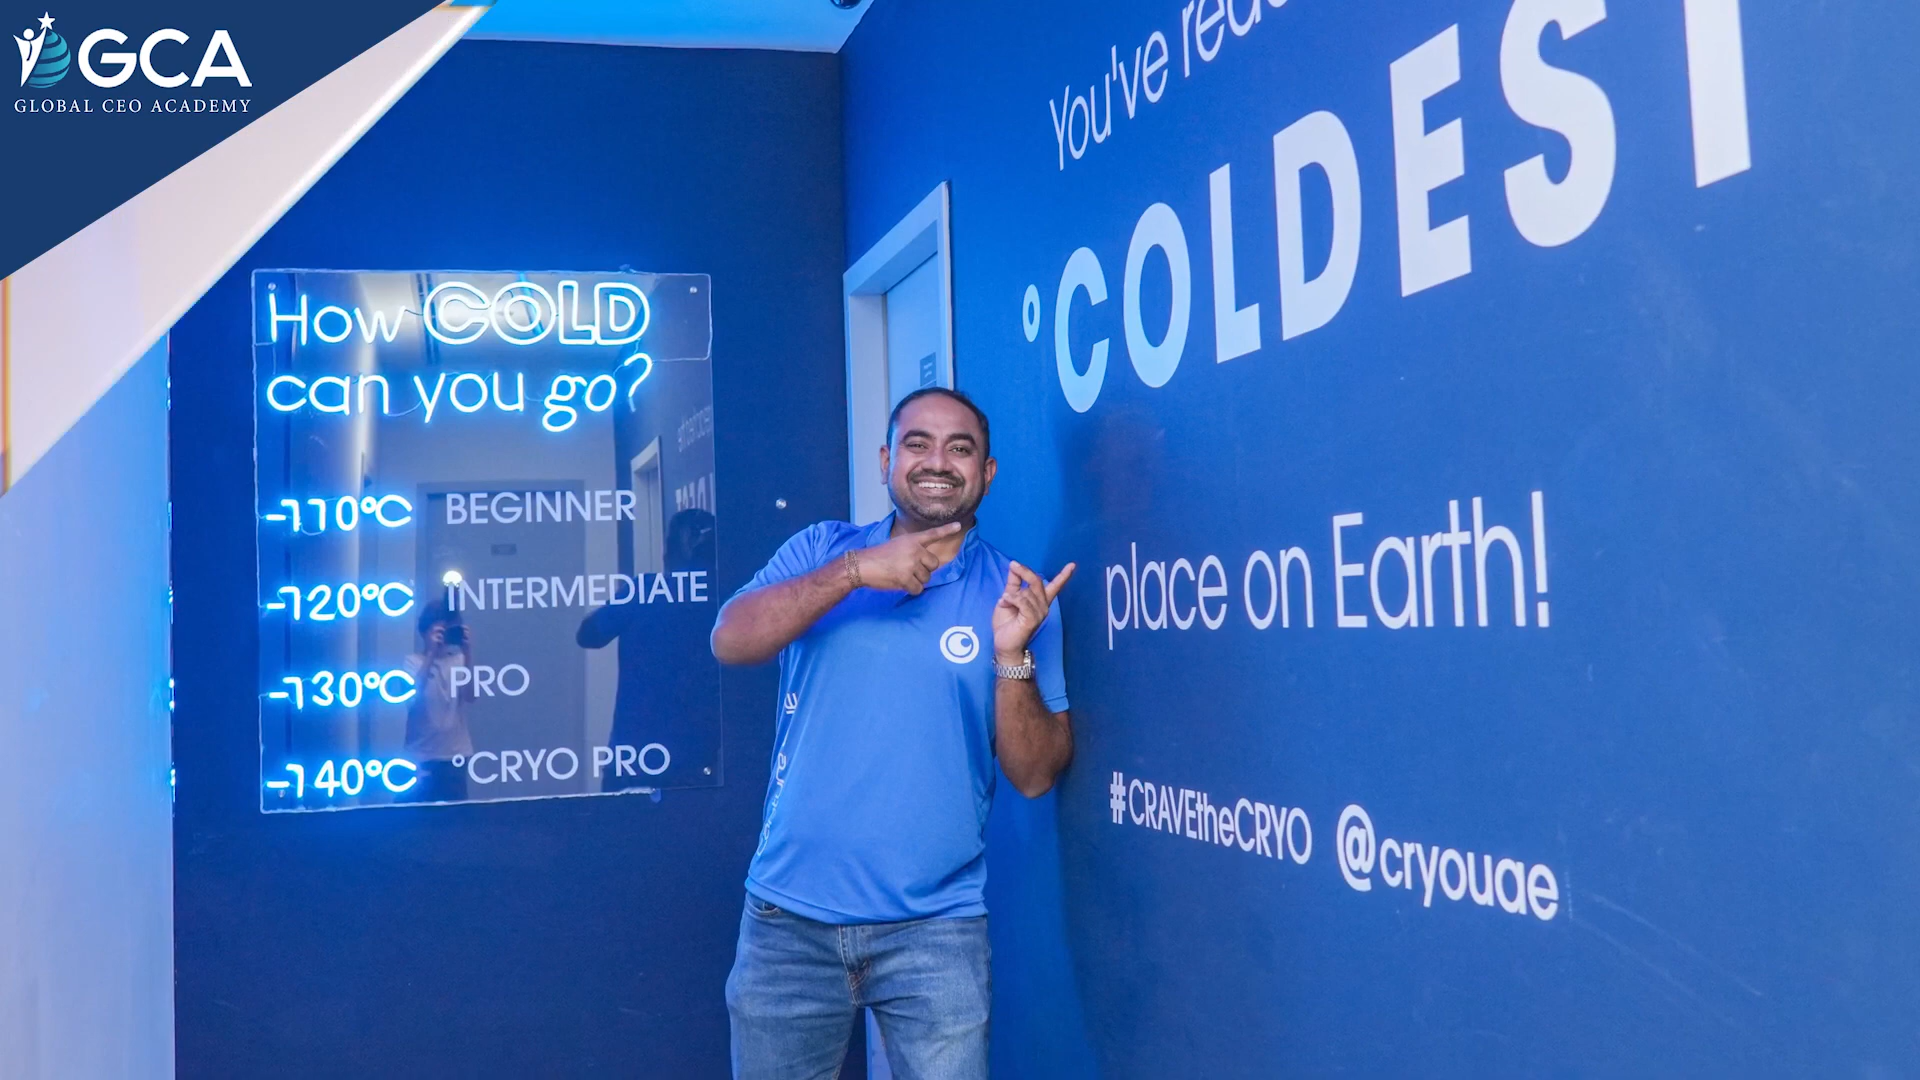 GCA
GLOBAL CEO ACADEMY
How COLD
can you go?
-110°C BEGINNER
-120°C INTERMEDIATE
-130°C PRO
-140°C °CRYO PRO
You've
°COLDEST
place on Earth!
#CRAVEtheCRYO @cryouae